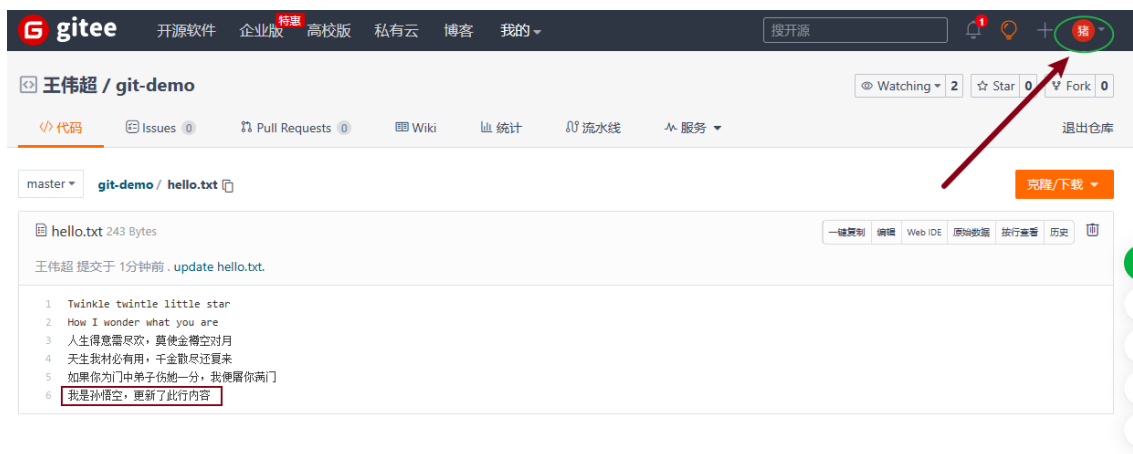 gitee 开源软件 企业版 特惠 高校版 私有云 博客 我的 搜开源 1 猪
王伟超 / git-demo Watching 2 Star 0 Fork 0
代码 Issues 0 Pull Requests 0 Wiki 统计 流水线 服务 退出仓库
master git-demo / hello.txt 克隆/下载
hello.txt 243 Bytes 一键复制 编辑 Web IDE 原始数据 按行查看 历史
王伟超 提交于 1分钟前 . update hello.txt.
1 Twinkle twintle little star
2 How I wonder what you are
3 人生得意需尽欢，莫使金樽空对月
4 天生我材必有用，千金散尽还复来
5 如果你为门中弟子伤她一分，我便屠你满门
6 我是孙悟空，更新了此行内容